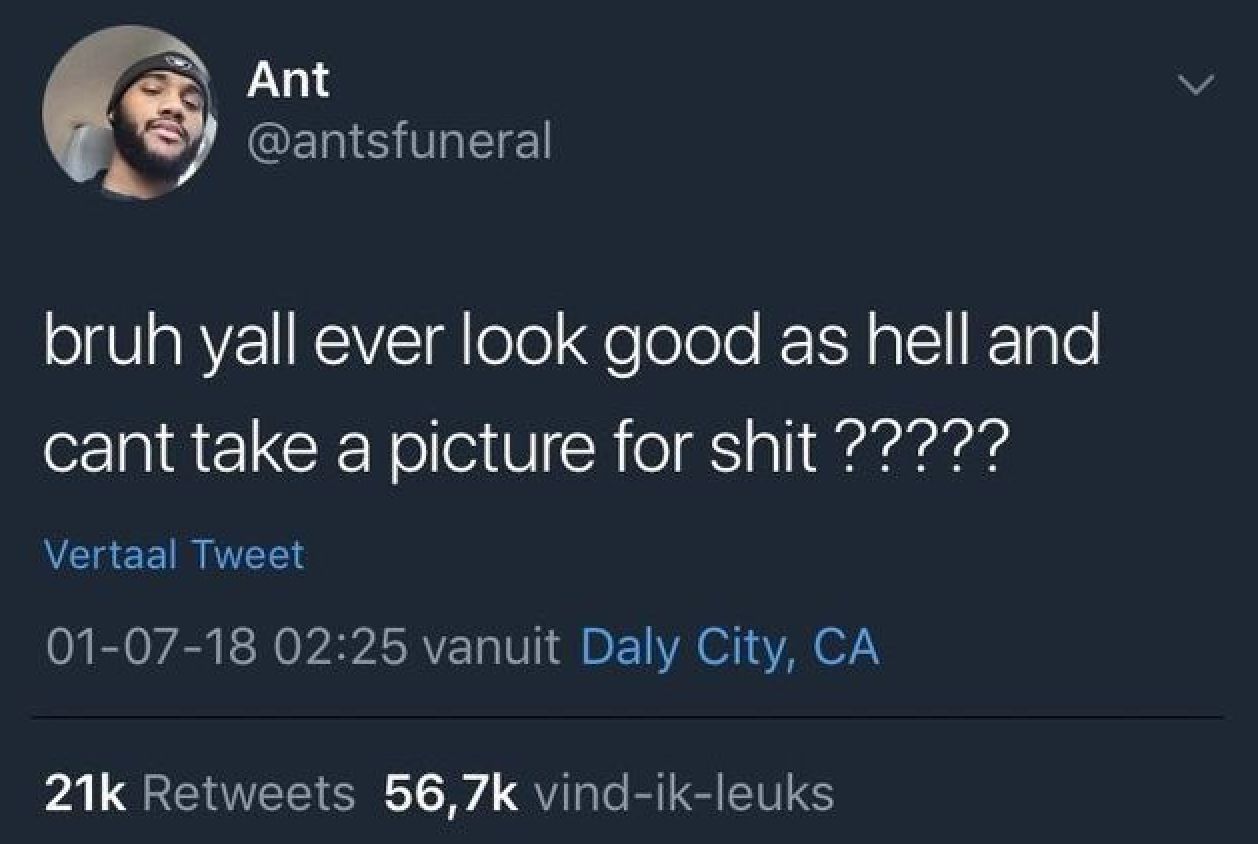 Ant
@antsfuneral
bruh yall ever look good as hell and
cant take a picture for shit ?????
Vertaal Tweet
01-07-18 02:25 vanuit Daly City, CA
21k Retweets 56,7k vind-ik-leuks